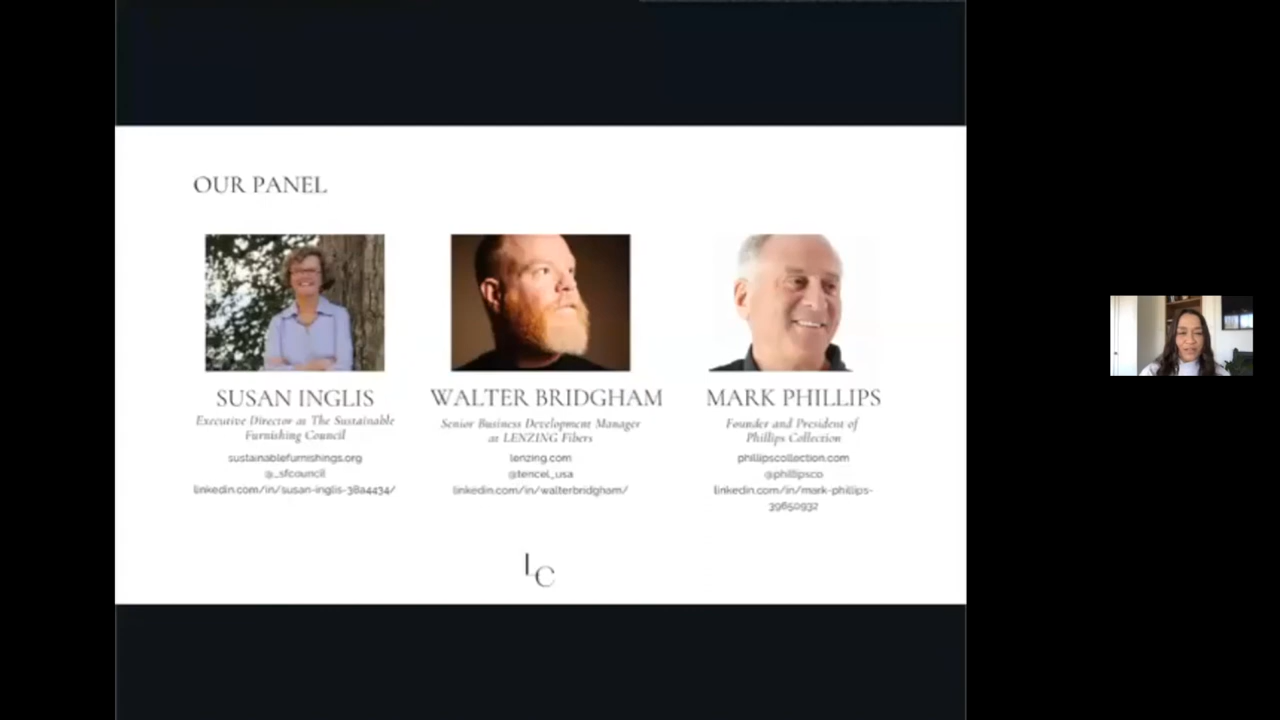 OUR PANEL
SUSAN INGLIS
Executive Director at The Sustainable
Furnishing Council
sustainablefurnishings.org
@_sfcouncil
linkedin.com/in/susan-inglis-38a4434/
WALTER BRIDGHAM
Senior Business Development Manager
at LENZING Fibers
lenzing.com
@tencel_usa
linkedin.com/in/walterbridgham/
MARK PHILLIPS
Founder and President of
Phillips Collection
phillipscollection.com
@phillipsco
linkedin.com/in/mark-phillips-
39650932
LC